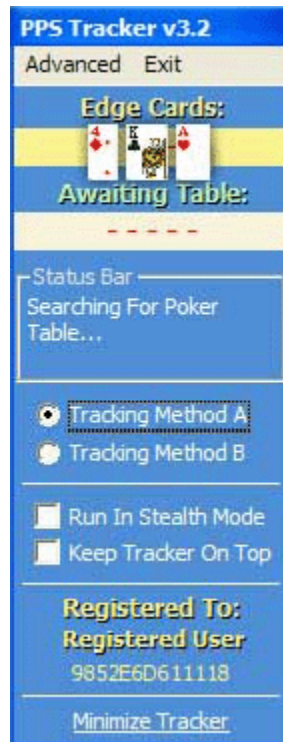 PPS Tracker v3.2
Advanced Exit
Edge Cards:
4 K A
Awaiting Table:
- - - - -
Status Bar
Searching For Poker
Table...
Tracking Method A
Tracking Method B
Run In Stealth Mode
Keep Tracker On Top
Registered To:
Registered User
9852E6D611118
Minimize Tracker